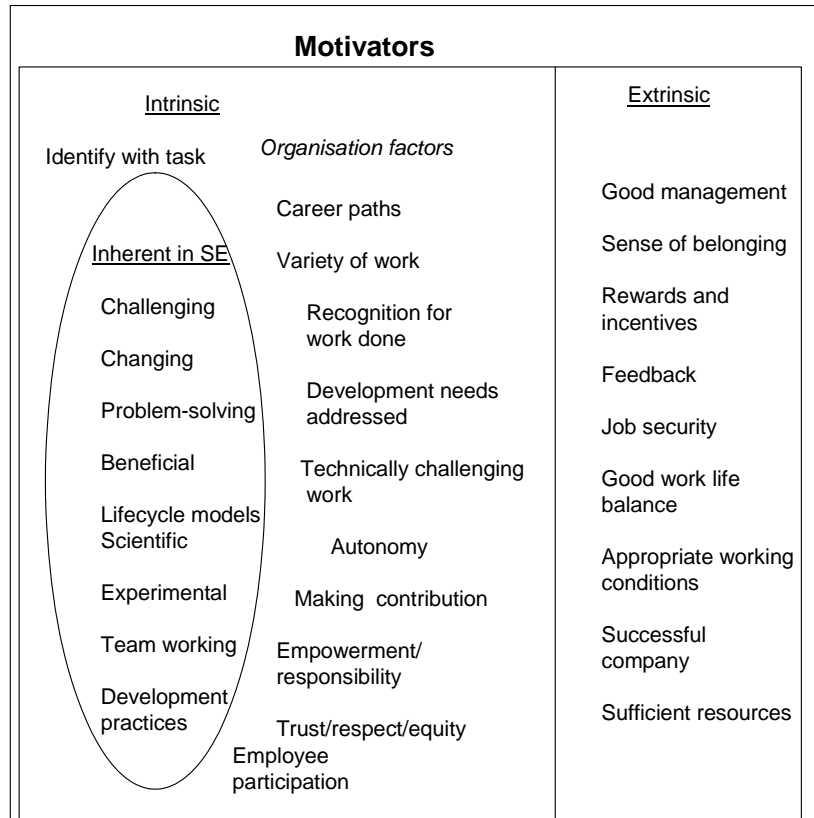 Motivators
Intrinsic
Identify with task
Inherent in SE
Challenging
Changing
Problem-solving
Beneficial
Lifecycle models
Scientific
Experimental
Team working
Development
practices
Organisation factors
Career paths
Variety of work
Recognition for
work done
Development needs
addressed
Technically challenging
work
Autonomy
Making contribution
Empowerment/
responsibility
Trust/respect/equity
Employee
participation
Extrinsic
Good management
Sense of belonging
Rewards and
incentives
Feedback
Job security
Good work life
balance
Appropriate working
conditions
Successful
company
Sufficient resources